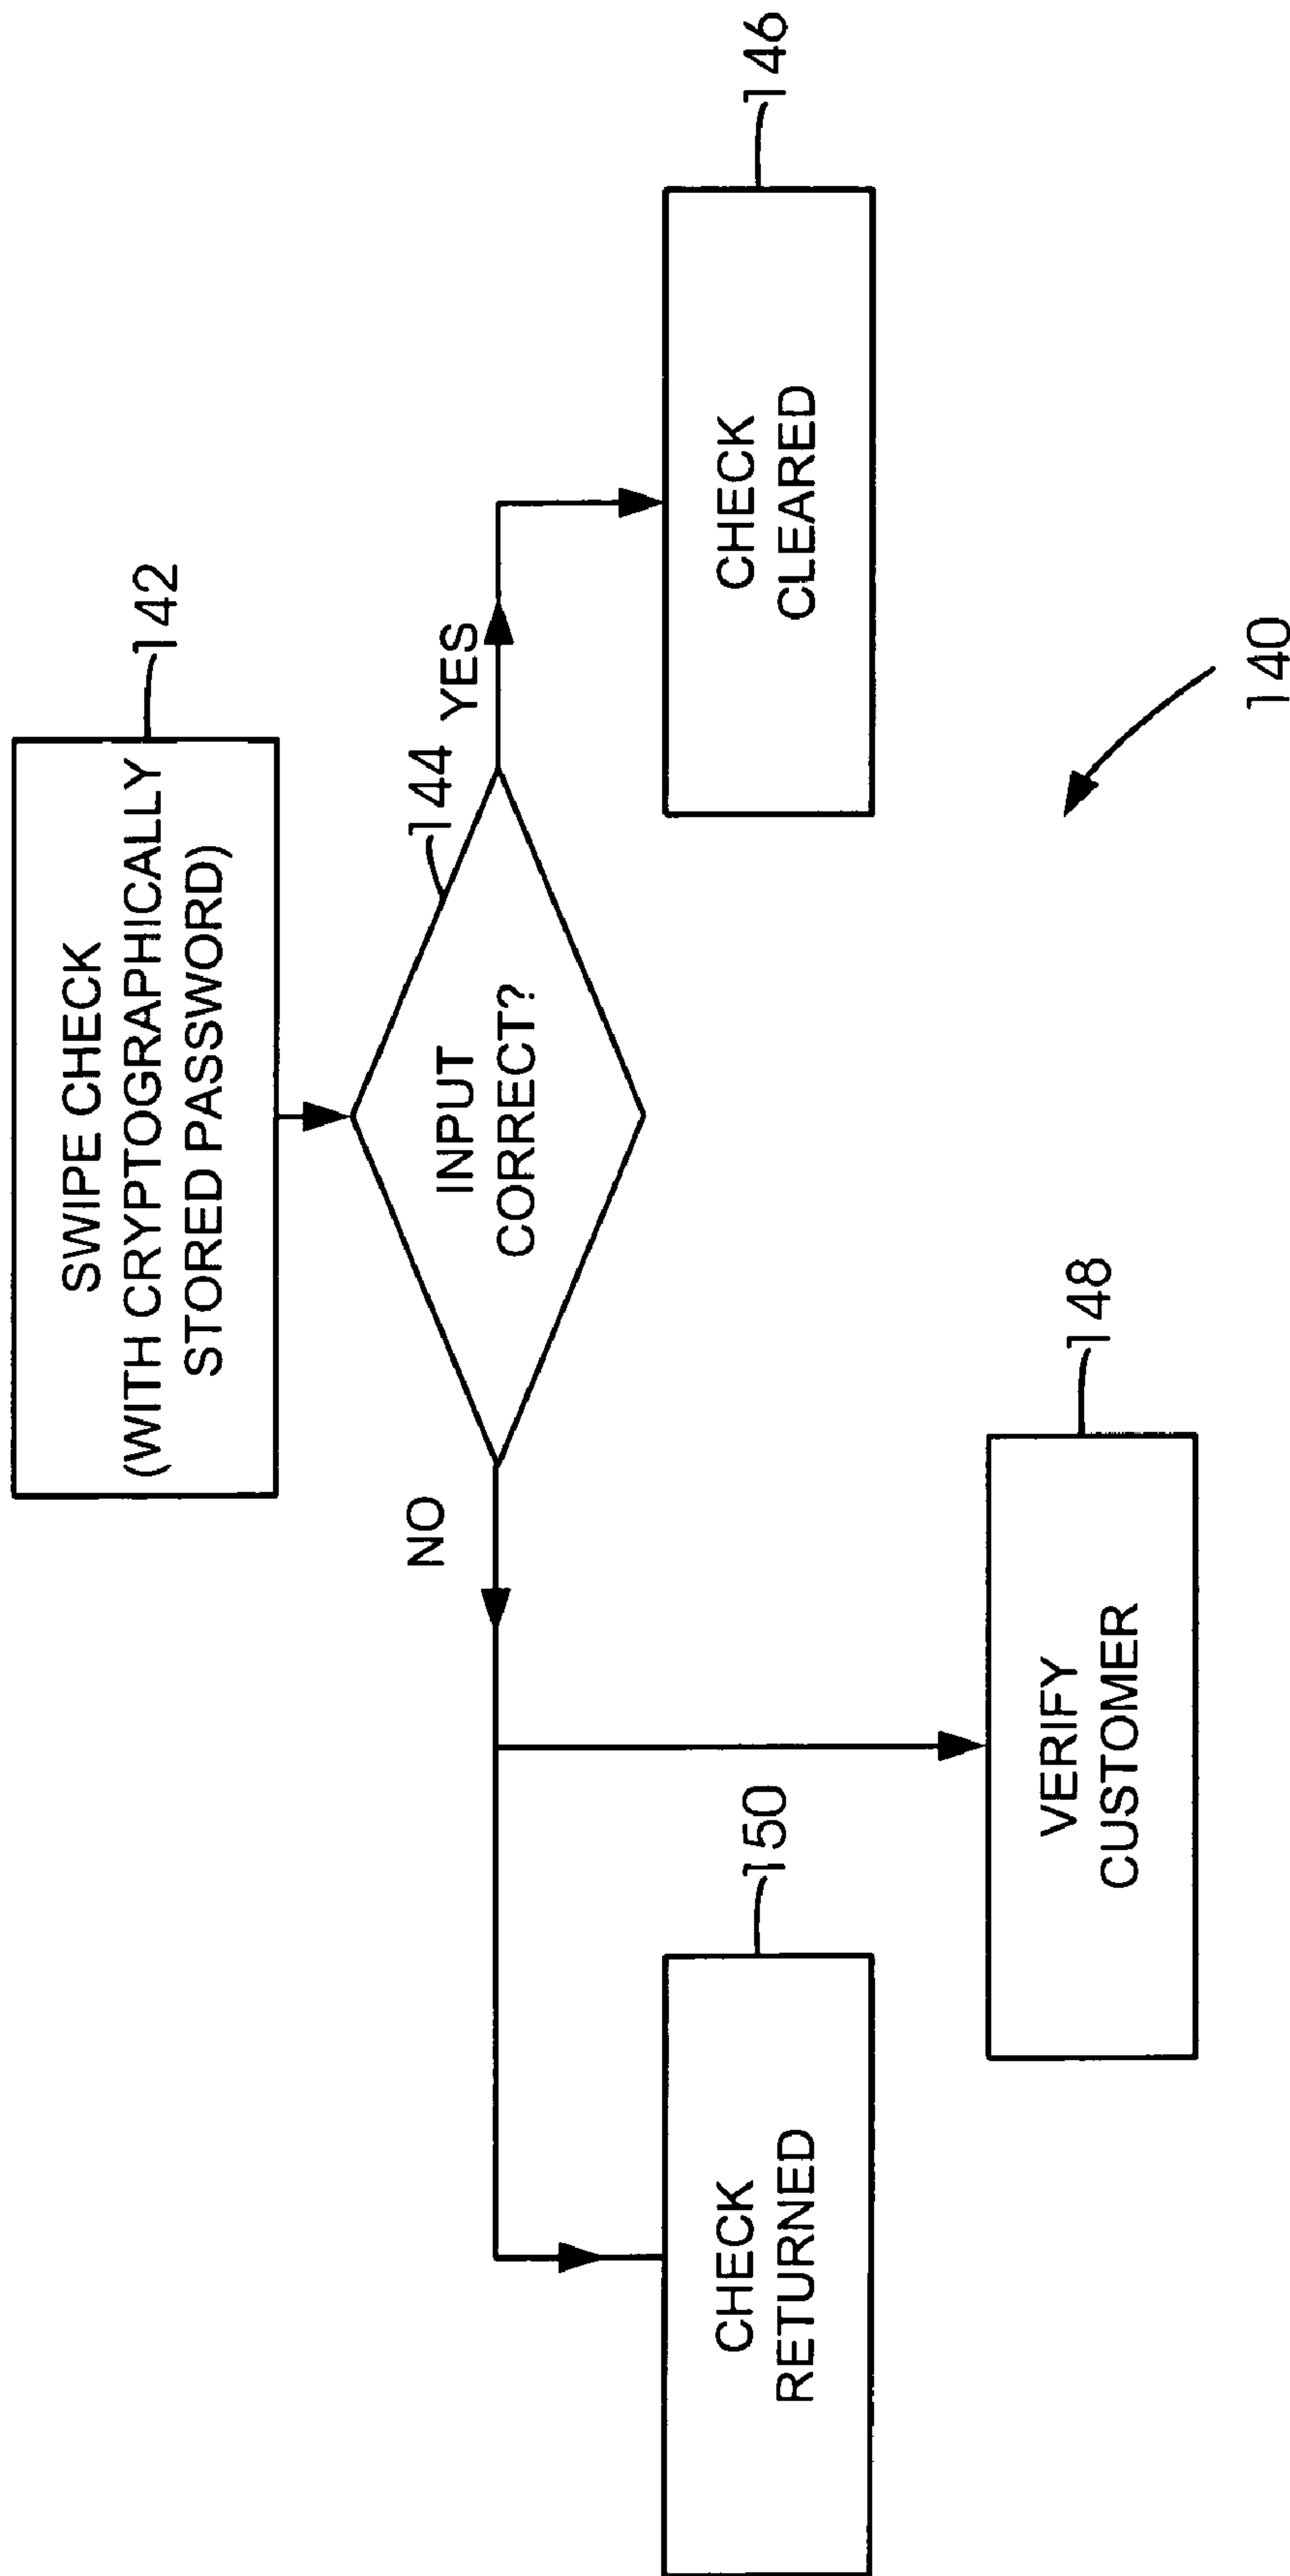 SWIPE CHECK
(WITH CRYPTOGRAPHICALLY
STORED PASSWORD)
142
144
INPUT
CORRECT?
YES
NO
CHECK
CLEARED
146
CHECK
RETURNED
150
VERIFY
CUSTOMER
148
140